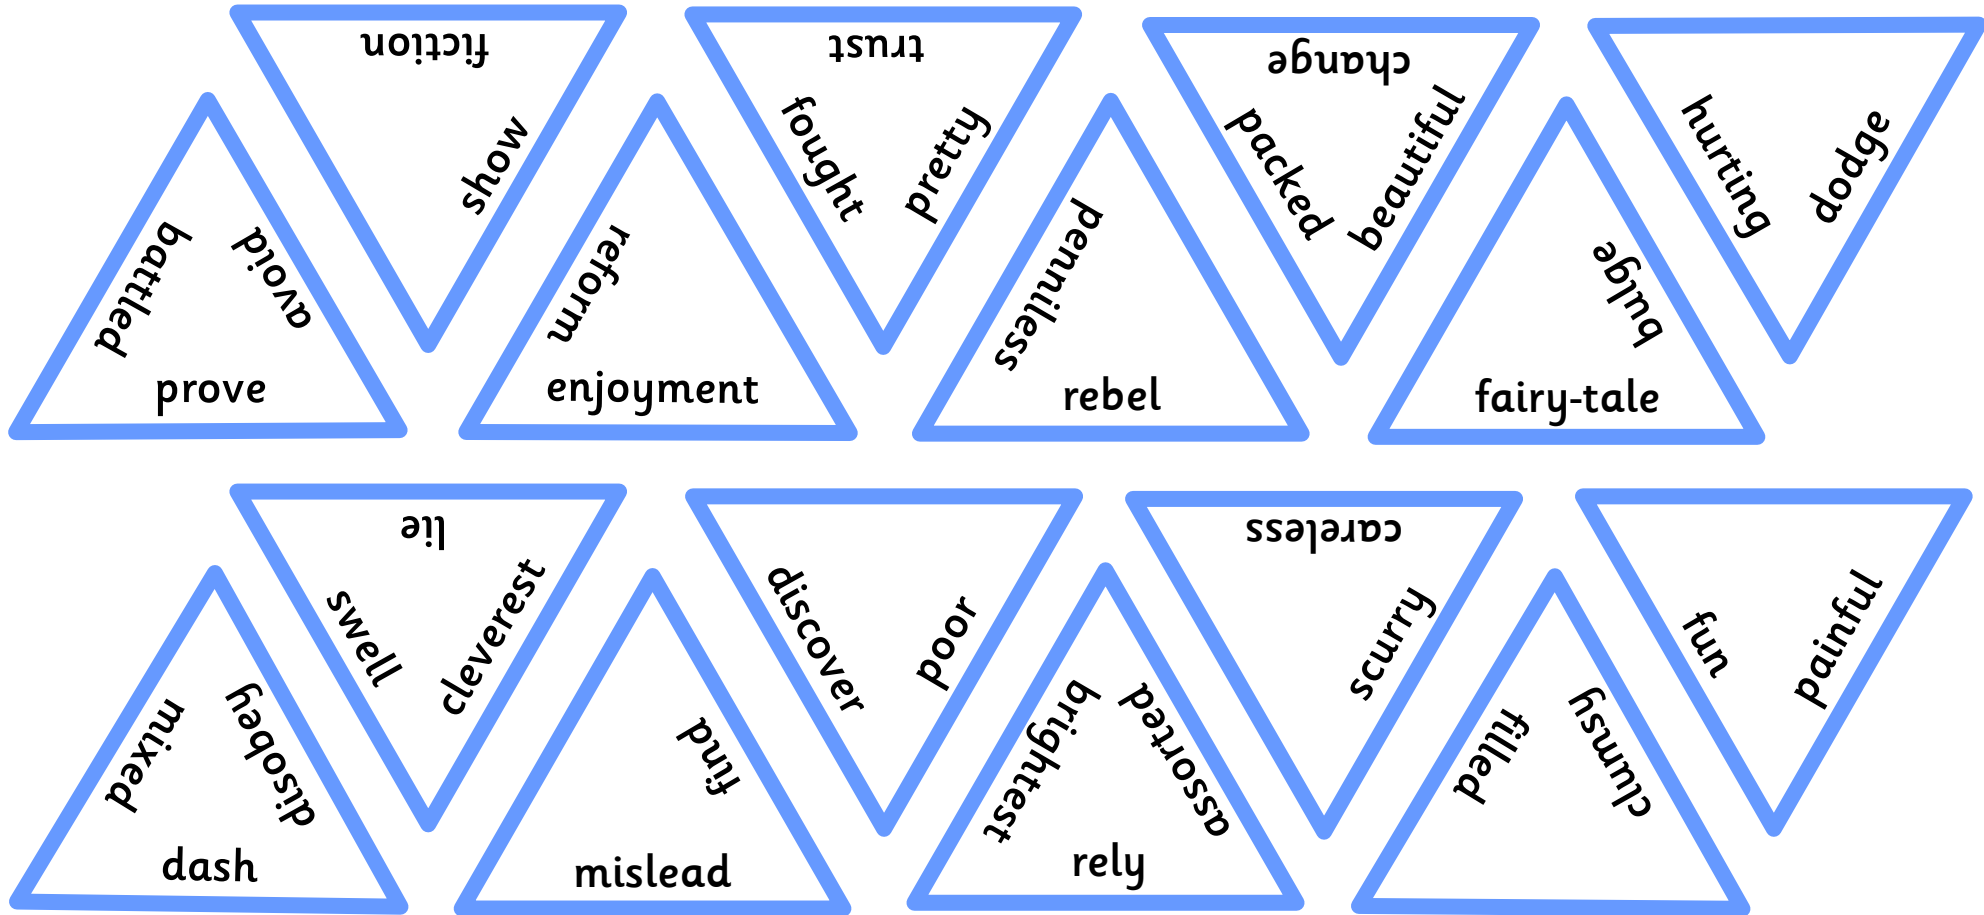 fiction
show
battled
avoid
prove
trust
fought
pretty
reform
enjoyment
change
packed
beautiful
penniless
rebel
hurting
dodge
bulge
fairy-tale
lie
swell
cleverest
mixed
disobey
dash
discover
poor
find
mislead
careless
scurry
brightest
assorted
rely
fun
painful
filled
clumsy